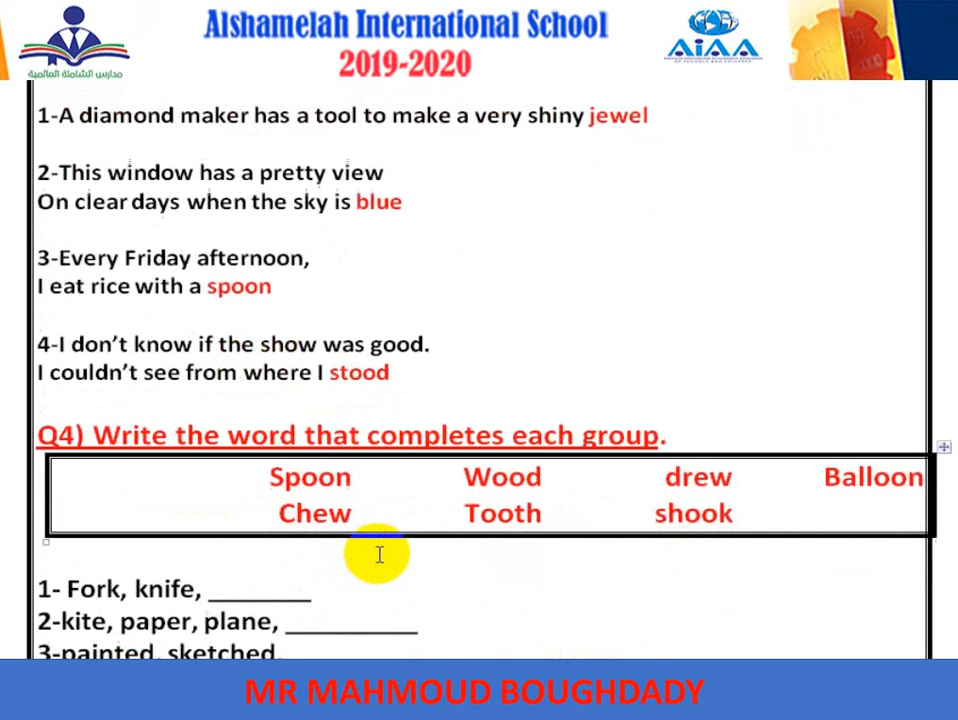 Alshamelah International School
2019-2020
مدارس الشاملة العالمية
AIAA
1-A diamond maker has a tool to make a very shiny jewel
2-This window has a pretty view
On clear days when the sky is blue
3-Every Friday afternoon,
I eat rice with a spoon
4-I don't know if the show was good.
I couldn't see from where I stood
Q4) Write the word that completes each group.
Spoon Wood drew Balloon
Chew Tooth shook
1- Fork, knife, ________
2-kite, paper, plane, __________
3-painted, sketched,
MR MAHMOUD BOUGHDADY